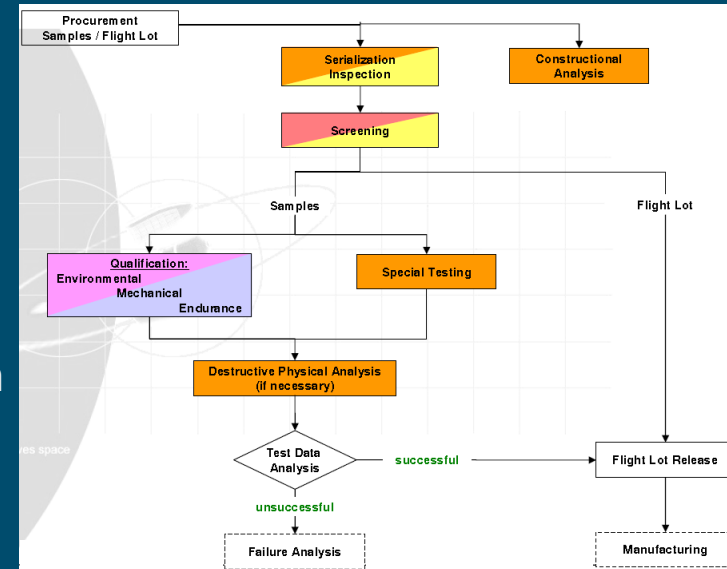 Procurement
Samples / Flight Lot
Serialization
Inspection
Constructional
Analysis
Screening
Samples
Flight Lot
Qualification:
Environmental
Mechanical
Endurance
Special Testing
Destructive Physical Analysis
(if necessary)
Test Data
Analysis
successful
Flight Lot Release
unsuccessful
Failure Analysis
Manufacturing